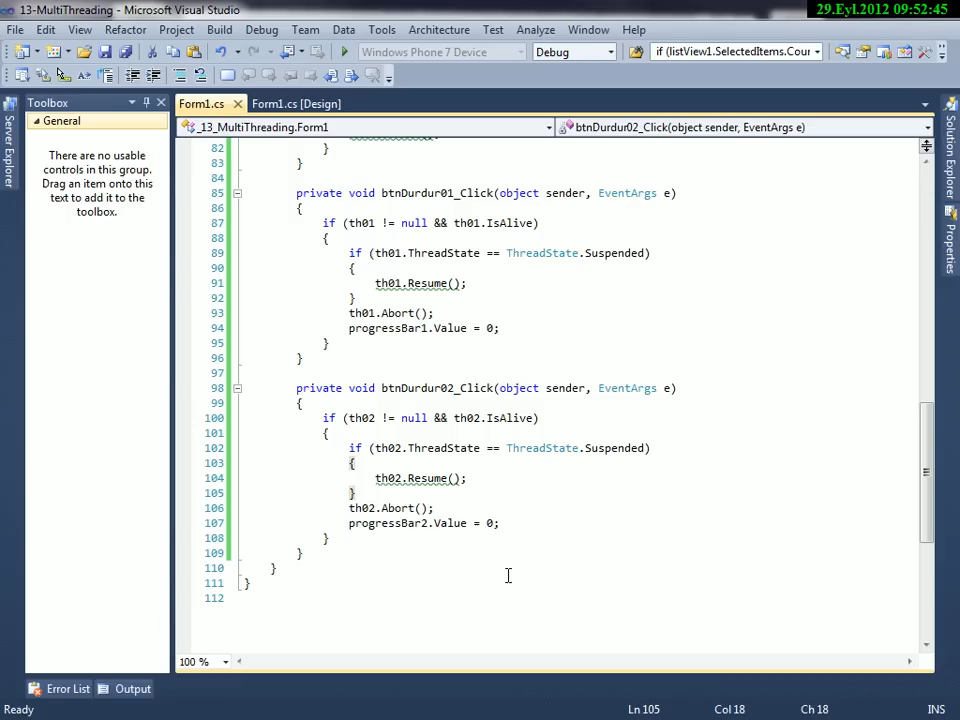 13-MultiThreading - Microsoft Visual Studio
29.Eyl.2012 09:52:45
File Edit View Refactor Project Build Debug Team Data Tools Architecture Test Analyze Window Help
Windows Phone 7 Device Debug if (listView1.SelectedItems.Cour
Toolbox
Form1.cs Form1.cs [Design]
General
_13_MultiThreading.Form1 btnDurdur02_Click(object sender, EventArgs e)
There are no usable
controls in this group.
Drag an item onto this
text to add it to the
toolbox.
Server Explorer
Solution Explorer
Properties
82 }
83 }
84
85 private void btnDurdur01_Click(object sender, EventArgs e)
86 {
87 if (th01 != null && th01.IsAlive)
88 {
89 if (th01.ThreadState == ThreadState.Suspended)
90 {
91 th01.Resume();
92 }
93 th01.Abort();
94 progressBar1.Value = 0;
95 }
96 }
97
98 private void btnDurdur02_Click(object sender, EventArgs e)
99 {
100 if (th02 != null && th02.IsAlive)
101 {
102 if (th02.ThreadState == ThreadState.Suspended)
103 {
104 th02.Resume();
105 }
106 th02.Abort();
107 progressBar2.Value = 0;
108 }
109 }
110 }
111 }
112
100 %
Error List Output
Ready Ln 105 Col 18 Ch 18 INS